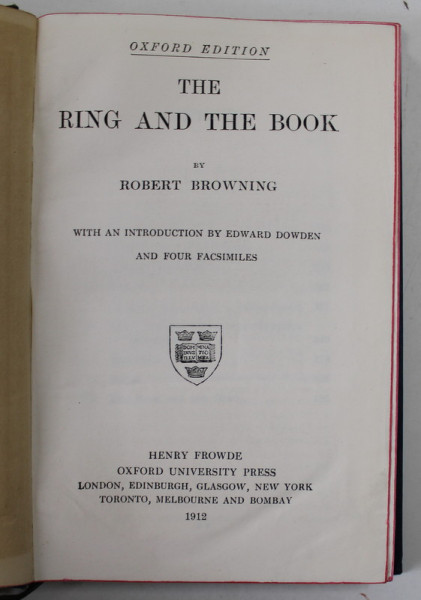 OXFORD EDITION
THE
RING AND THE BOOK
BY
ROBERT BROWNING
WITH AN INTRODUCTION BY EDWARD DOWDEN
AND FOUR FACSIMILES
HENRY FROWDE
OXFORD UNIVERSITY PRESS
LONDON, EDINBURGH, GLASGOW, NEW YORK
TORONTO, MELBOURNE AND BOMBAY
1912